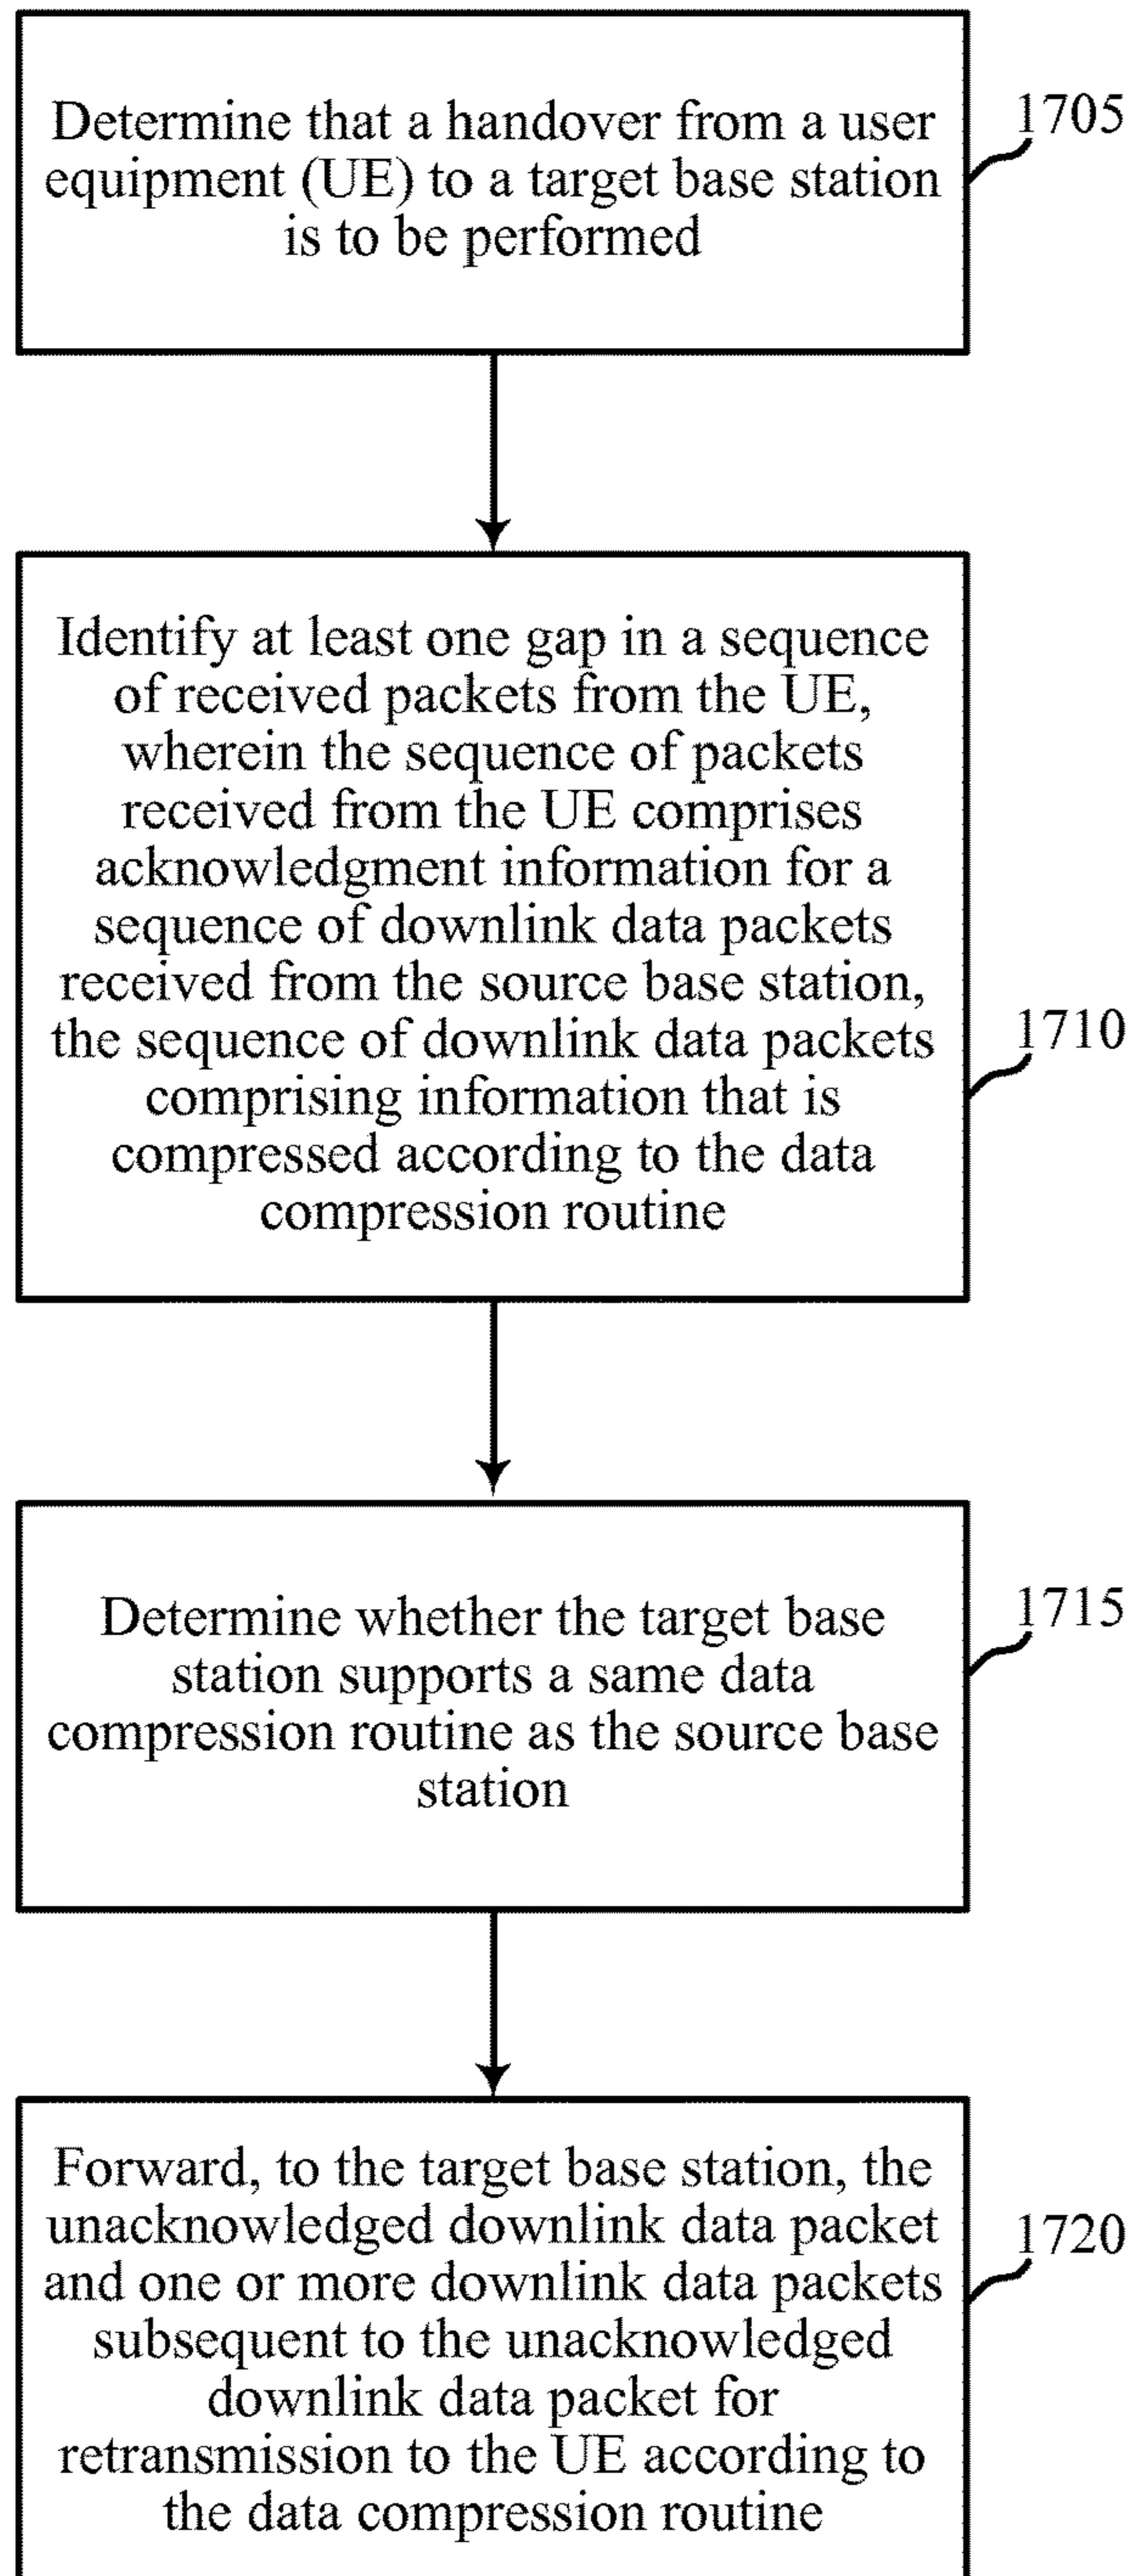 Determine that a handover from a user
equipment (UE) to a target base station
is to be performed
1705
Identify at least one gap in a sequence
of received packets from the UE,
wherein the sequence of packets
received from the UE comprises
acknowledgment information for a
sequence of downlink data packets
received from the source base station,
the sequence of downlink data packets
comprising information that is
compressed according to the data
compression routine
1710
Determine whether the target base
station supports a same data
compression routine as the source base
station
1715
Forward, to the target base station, the
unacknowledged downlink data packet
and one or more downlink data packets
subsequent to the unacknowledged
downlink data packet for
retransmission to the UE according to
the data compression routine
1720